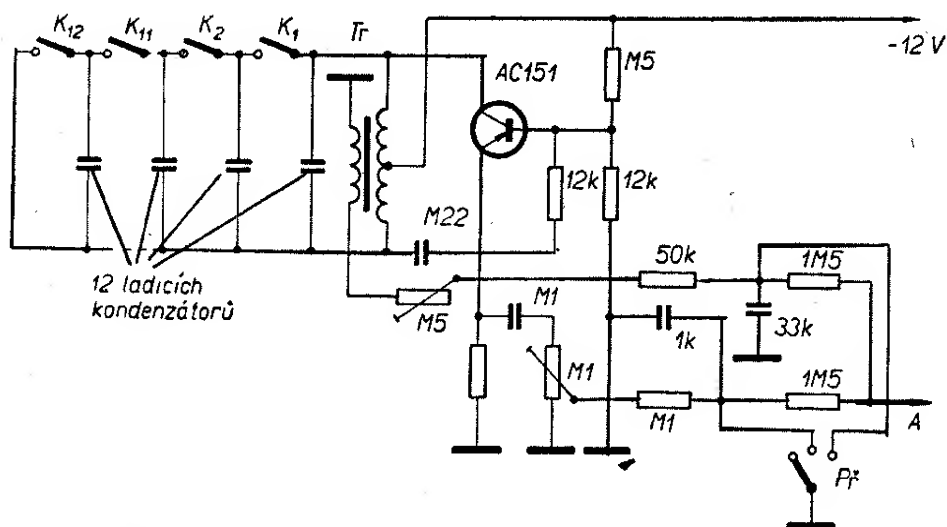 K12
K11
K2
K1
Tr
AC151
M5
-12 V
12k
12k
M22
50k
1M5
12 ladicích
kondenzátorů
M5
M1
1k
33k
M1
M1
1M5
A
Př